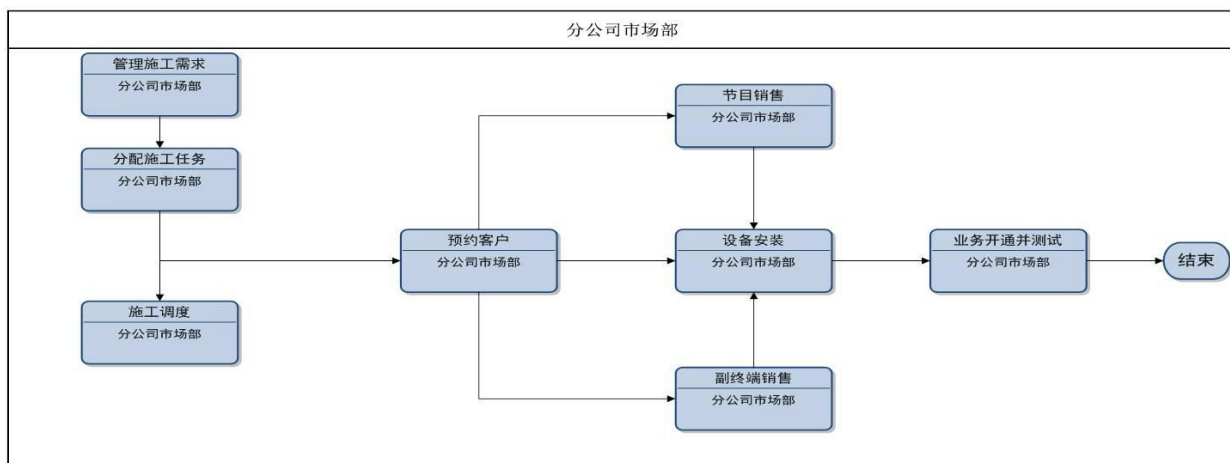 分公司市场部
管理施工需求
分公司市场部
分配施工任务
分公司市场部
施工调度
分公司市场部
预约客户
分公司市场部
节目销售
分公司市场部
设备安装
分公司市场部
副终端销售
分公司市场部
业务开通并测试
分公司市场部
结束